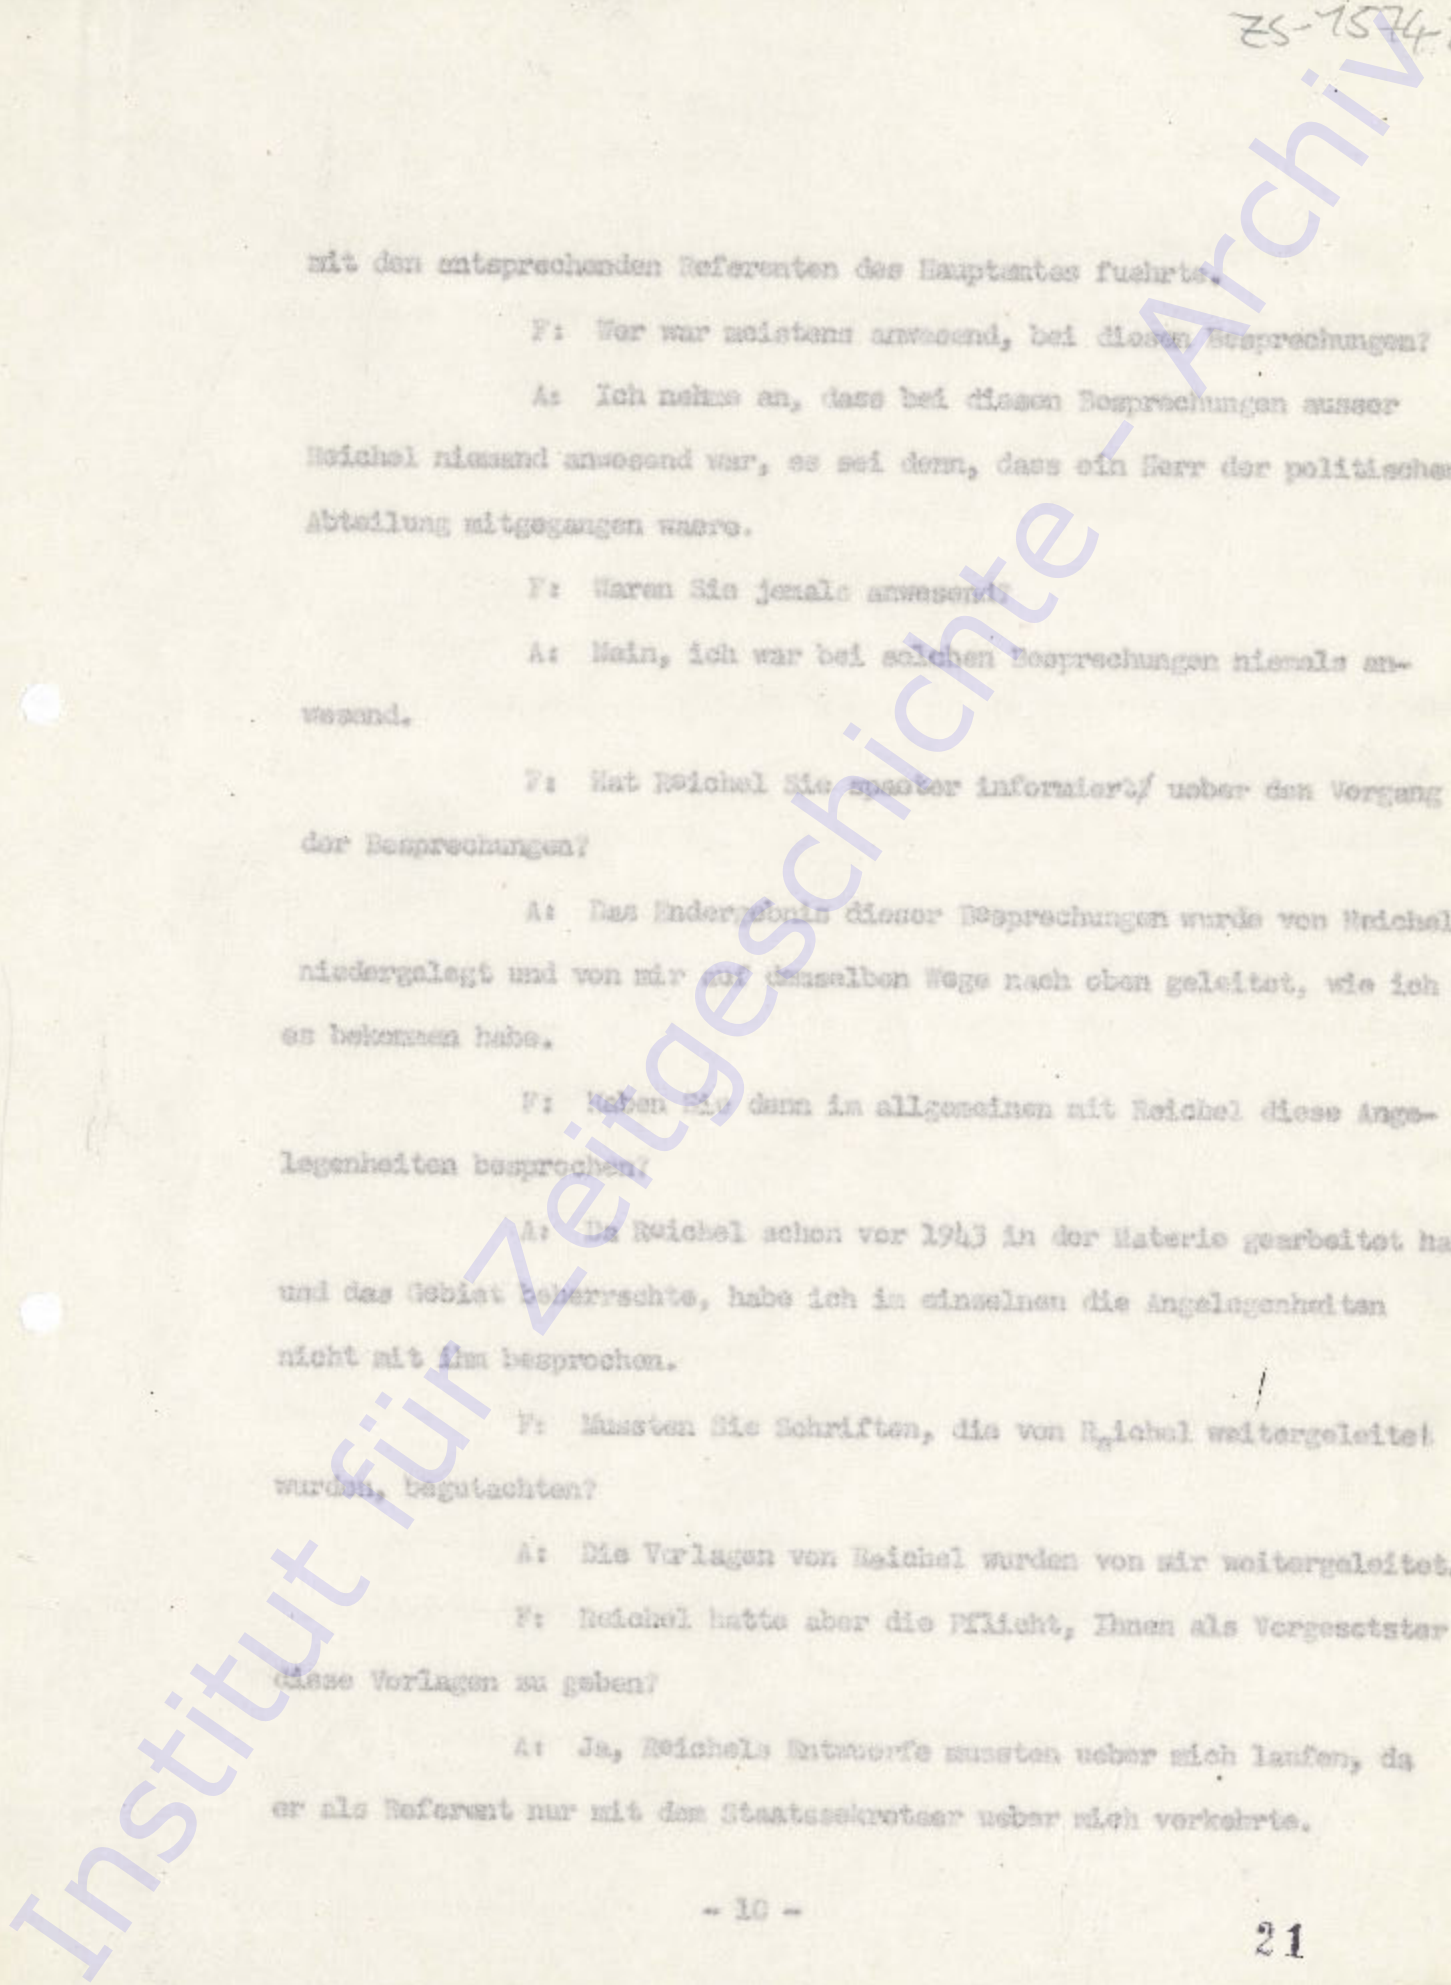 ZS-1574-
mit den entsprechenden Referenten des Hauptamtes fuehrte.
F: Wer war meistens anwesend, bei diesen Besprechungen?
A: Ich nehme an, dass bei diesen Besprechungen ausser
Reichel niemand anwesend war, es sei denn, dass ein Herr der politischen
Abteilung mitgegangen waere.
F: Waren Sie jemals anwesend?
A: Nein, ich war bei solchen Besprechungen niemals an-
wesend.
F: Hat Reichel Sie spaeter informiert/ ueber den Vorgang
der Besprechungen?
A: Das Endergebnis dieser Besprechungen wurde von Reichel
niedergelegt und von mir auf demselben Wege nach oben geleitet, wie ich
es bekommen habe.
F: Haben Sie denn im allgemeinen mit Reichel diese Ange-
legenheiten besprochen?
A: Da Reichel schon vor 1943 in der Materie gearbeitet ha
und das Gebiet beherrschte, habe ich im einzelnen die Angelegenheiten
nicht mit ihm besprochen.
F: Mussten Sie Schriften, die von Reichel weitergeleitet
wurden, begutachten?
A: Die Vorlagen von Reichel wurden von mir weitergeleitet.
F: Reichel hatte aber die Pflicht, Ihnen als Vorgesetzter
diese Vorlagen zu geben?
A: Ja, Reichels Entwuerfe mussten ueber mich laufen, da
er als Referent nur mit dem Staatssekretaer ueber mich verkehrte.
- 10 -
21
Institut für Zeitgeschichte - Archiv